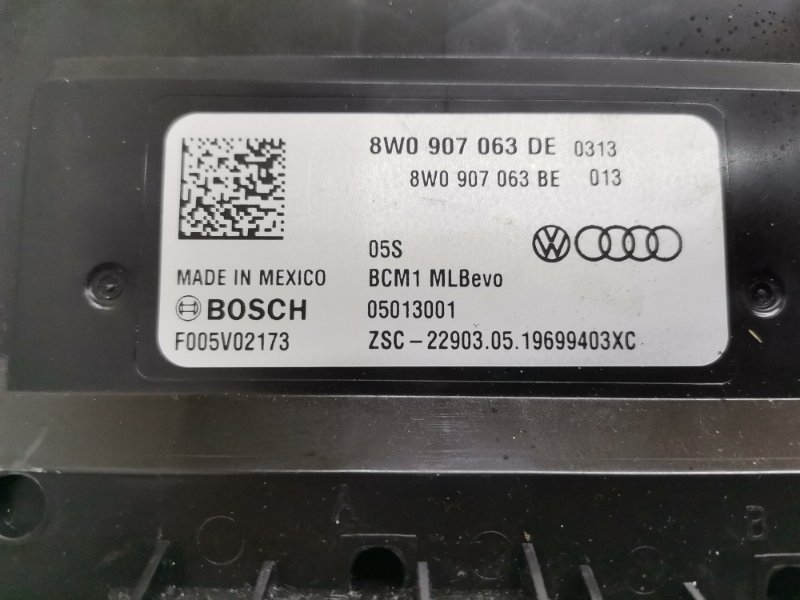 8W0 907 063 DE 0313
8W0 907 063 BE 013
05S
MADE IN MEXICO BCM1 MLBevo
BOSCH 05013001
F005V02173 ZSC-22903.05.19699403XC
A
B